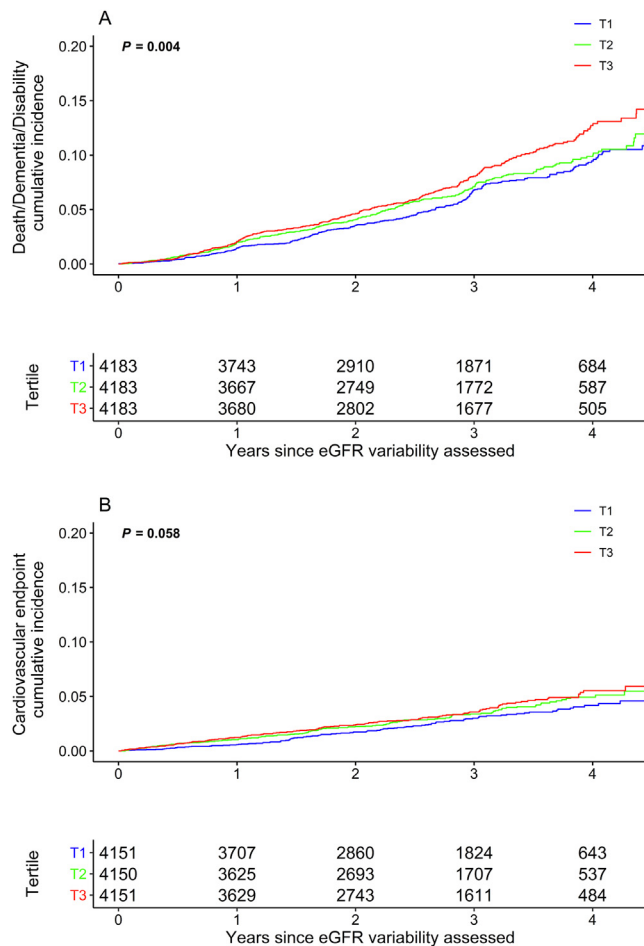 A
P = 0.004
T1
T2
T3
Death/Dementia/Disability
cumulative incidence
0.20
0.15
0.10
0.05
0.00
0 1 2 3 4
Tertile
T1 4183 3743 2910 1871 684
T2 4183 3667 2749 1772 587
T3 4183 3680 2802 1677 505
0 1 2 3 4
Years since eGFR variability assessed
B
P = 0.058
T1
T2
T3
Cardiovascular endpoint
cumulative incidence
0.20
0.15
0.10
0.05
0.00
0 1 2 3 4
Tertile
T1 4151 3707 2860 1824 643
T2 4150 3625 2693 1707 537
T3 4151 3629 2743 1611 484
0 1 2 3 4
Years since eGFR variability assessed